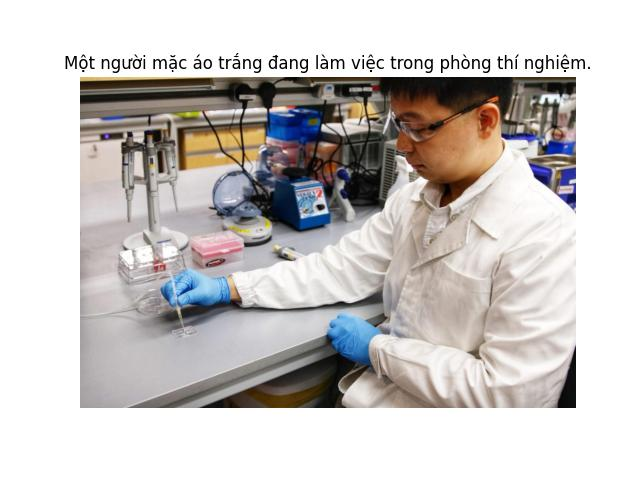 Một người mặc áo trắng đang làm việc trong phòng thí nghiệm.